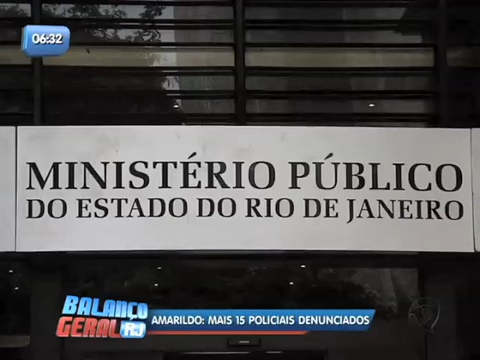 06:32
MINISTÉRIO PÚBLICO
DO ESTADO DO RIO DE JANEIRO
BALANÇO
GERAL RJ
AMARILDO: MAIS 15 POLICIAIS DENUNCIADOS